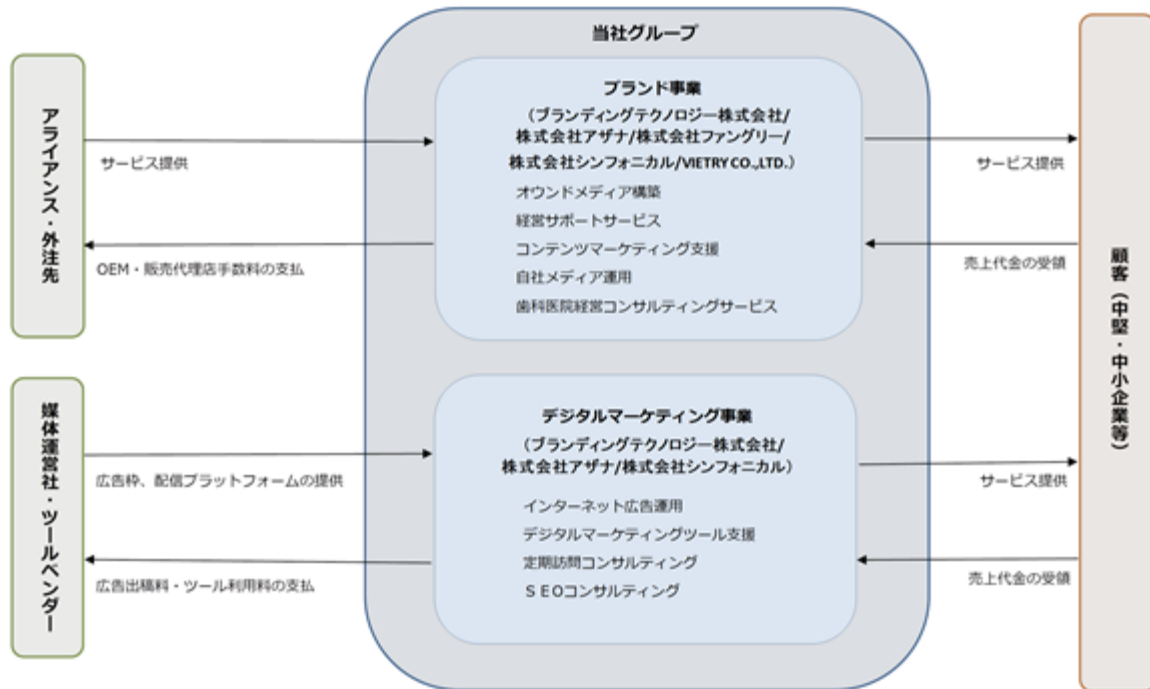 当社グループ
アライアンス・外注先
サービス提供
OEM・販売代理店手数料の支払
ブランド事業
（ブランディングテクノロジー株式会社/
株式会社アザナ/株式会社ファングリー/
株式会社シンフォニカル/VIETRY CO.,LTD.）
オウンドメディア構築
経営サポートサービス
コンテンツマーケティング支援
自社メディア運用
歯科医院経営コンサルティングサービス
サービス提供
売上代金の受領
媒体運営社・ツールベンダー
広告枠、配信プラットフォームの提供
広告出稿料・ツール利用料の支払
デジタルマーケティング事業
（ブランディングテクノロジー株式会社/
株式会社アザナ/株式会社シンフォニカル）
インターネット広告運用
デジタルマーケティングツール支援
定期訪問コンサルティング
ＳＥＯコンサルティング
サービス提供
売上代金の受領
顧客（中堅・中小企業等）